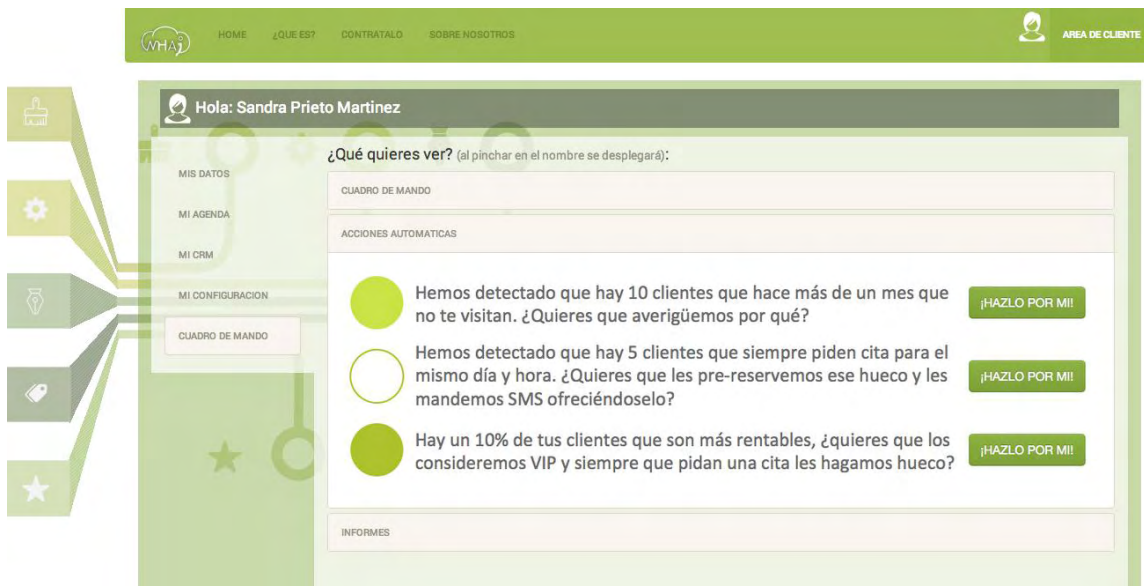 WHAi
HOME ¿QUE ES? CONTRATALO SOBRE NOSOTROS AREA DE CLIENTE
Hola: Sandra Prieto Martinez
MIS DATOS
MI AGENDA
MI CRM
MI CONFIGURACION
CUADRO DE MANDO
¿Qué quieres ver? (al pinchar en el nombre se desplegará):
CUADRO DE MANDO
ACCIONES AUTOMATICAS
Hemos detectado que hay 10 clientes que hace más de un mes que
no te visitan. ¿Quieres que averigüemos por qué?
¡HAZLO POR MI!
Hemos detectado que hay 5 clientes que siempre piden cita para el
mismo día y hora. ¿Quieres que les pre-reservemos ese hueco y les
mandemos SMS ofreciéndoselo?
¡HAZLO POR MI!
Hay un 10% de tus clientes que son más rentables, ¿quieres que los
consideremos VIP y siempre que pidan una cita les hagamos hueco?
¡HAZLO POR MI!
INFORMES